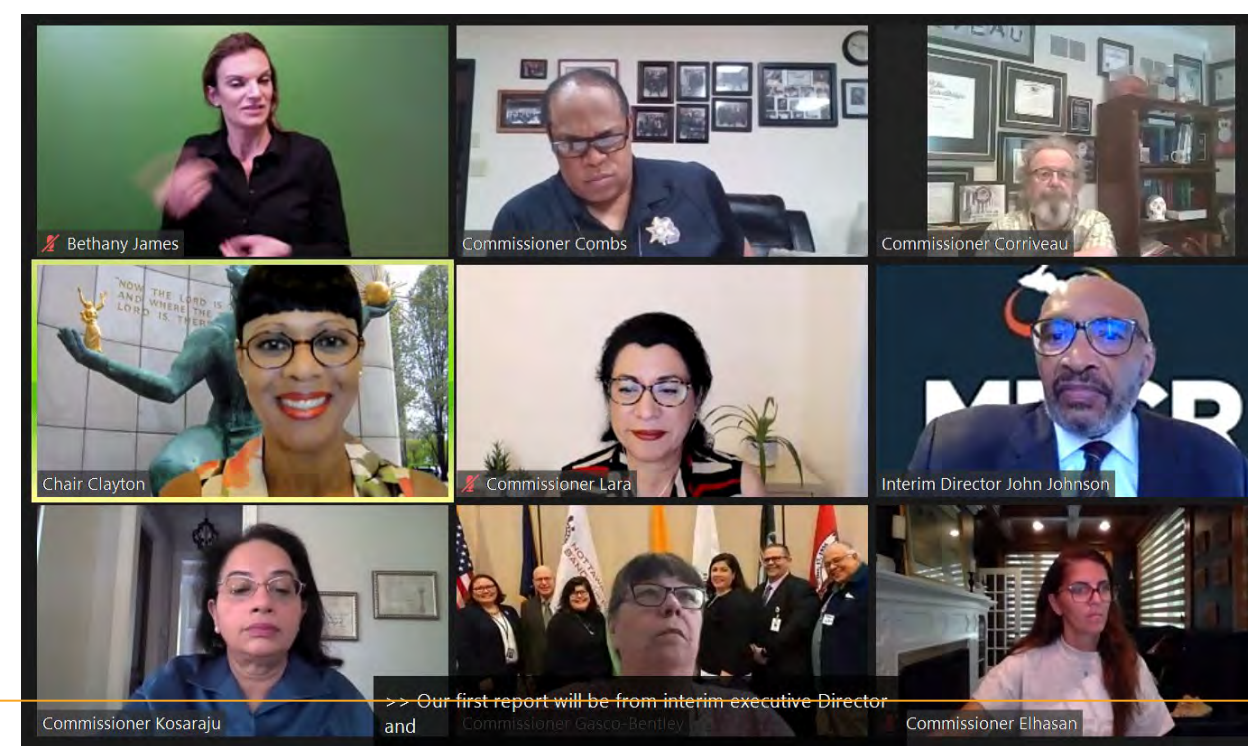 Bethany James
Commissioner Combs
Commissioner Corriveau
"NOW THE LORD IS
AND WHERE THE
LORD IS, THERE
Chair Clayton
Commissioner Lara
Interim Director John Johnson
Commissioner Kosaraju
>> Our first report will be from interim executive Director
and
Commissioner Gasco-Bentley
Commissioner Elhasan